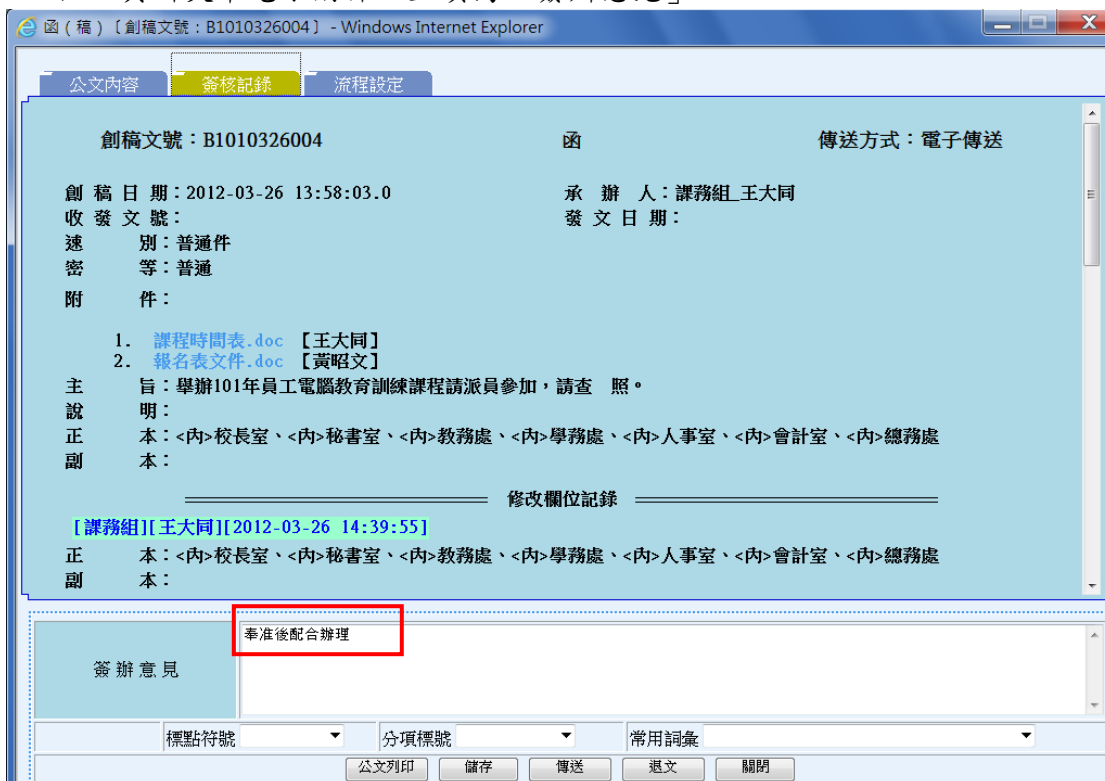 函 ( 稿 ) 〔 創稿文號：B1010326004 〕 - Windows Internet Explorer
公文內容 簽核記錄 流程設定
創稿文號：B1010326004 函 傳送方式：電子傳送
創 稿 日 期：2012-03-26 13:58:03.0 承 辦 人：課務組_王大同
收 發 文 號： 發 文 日 期：
速 別：普通件
密 等：普通
附 件：
1. 課程時間表.doc 【王大同】
2. 報名表文件.doc 【黃昭文】
主 旨：舉辦101年員工電腦教育訓練課程請派員參加，請查 照。
說 明：
正 本：<內>校長室、<內>秘書室、<內>教務處、<內>學務處、<內>人事室、<內>會計室、<內>總務處
副 本：
修改欄位記錄
[課務組][王大同][2012-03-26 14:39:55]
正 本：<內>校長室、<內>秘書室、<內>教務處、<內>學務處、<內>人事室、<內>會計室、<內>總務處
副 本：
奉准後配合辦理
簽 辦 意 見
標點符號 分項標號 常用詞彙
公文列印 儲存 傳送 退文 關閉